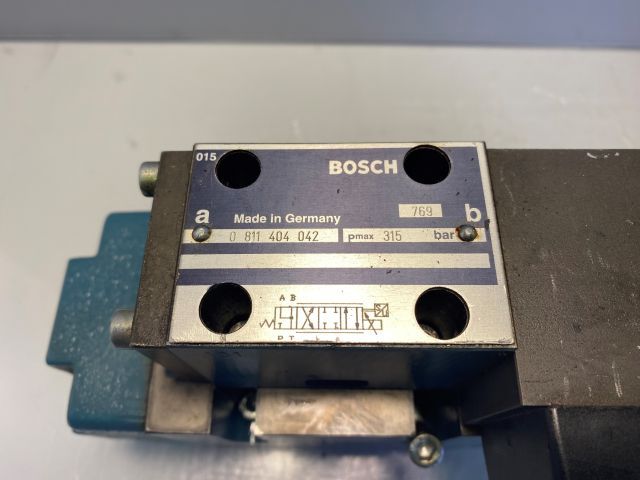 015
BOSCH
769
a
Made in Germany
b
0 811 404 042
pmax 315 bar
A B
P T